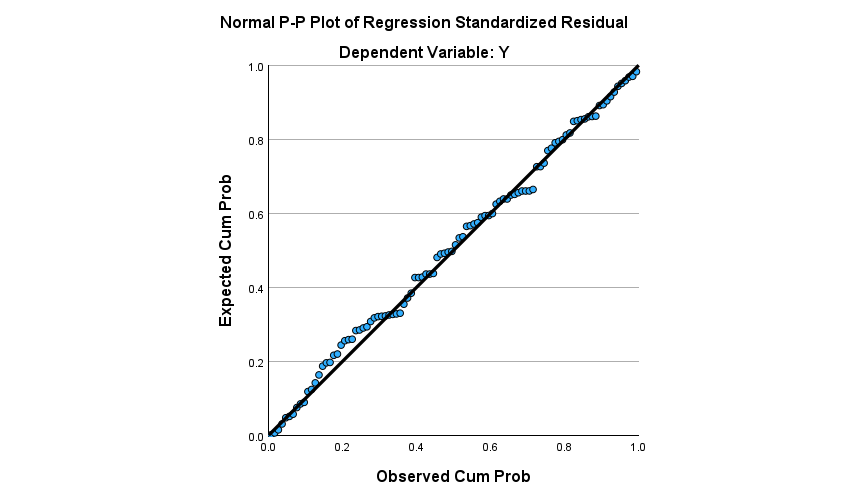 Normal P-P Plot of Regression Standardized Residual
Dependent Variable: Y
Expected Cum Prob
1.0
0.8
0.6
0.4
0.2
0.0
0.0 0.2 0.4 0.6 0.8 1.0
Observed Cum Prob